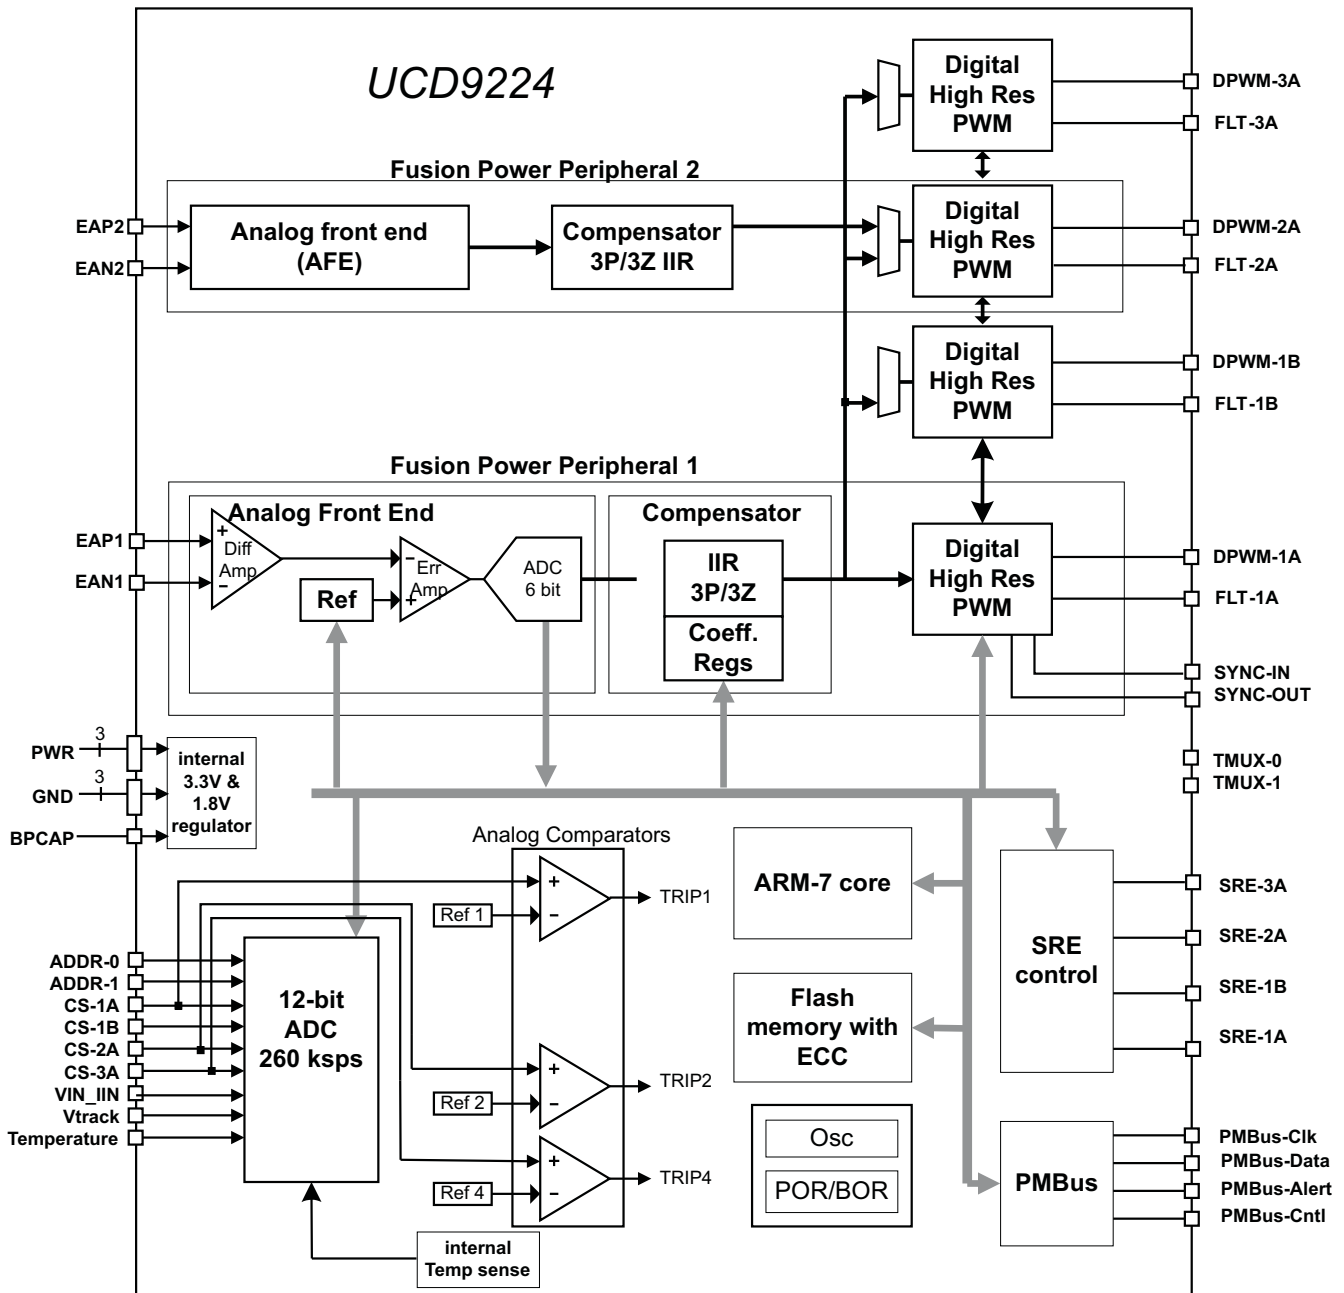 UCD9224
Digital
High Res
PWM
DPWM-3A
FLT-3A
Fusion Power Peripheral 2
EAP2
EAN2
Analog front end
(AFE)
Compensator
3P/3Z IIR
Digital
High Res
PWM
DPWM-2A
FLT-2A
Digital
High Res
PWM
DPWM-1B
FLT-1B
Fusion Power Peripheral 1
Analog Front End
Compensator
EAP1
EAN1
+
Diff
Amp
−
Ref
−
Err
Amp
+
ADC
6 bit
IIR
3P/3Z
Coeff.
Regs
Digital
High Res
PWM
DPWM-1A
FLT-1A
SYNC-IN
SYNC-OUT
TMUX-0
TMUX-1
PWR
3
GND
3
BPCAP
internal
3.3V &
1.8V
regulator
Analog Comparators
+
−
Ref 1
TRIP1
+
−
Ref 2
TRIP2
+
−
Ref 4
TRIP4
ADDR-0
ADDR-1
CS-1A
CS-1B
CS-2A
CS-3A
VIN_IIN
Vtrack
Temperature
12-bit
ADC
260 ksps
internal
Temp sense
ARM-7 core
Flash
memory with
ECC
Osc
POR/BOR
SRE
control
SRE-3A
SRE-2A
SRE-1B
SRE-1A
PMBus
PMBus-Clk
PMBus-Data
PMBus-Alert
PMBus-Cntl